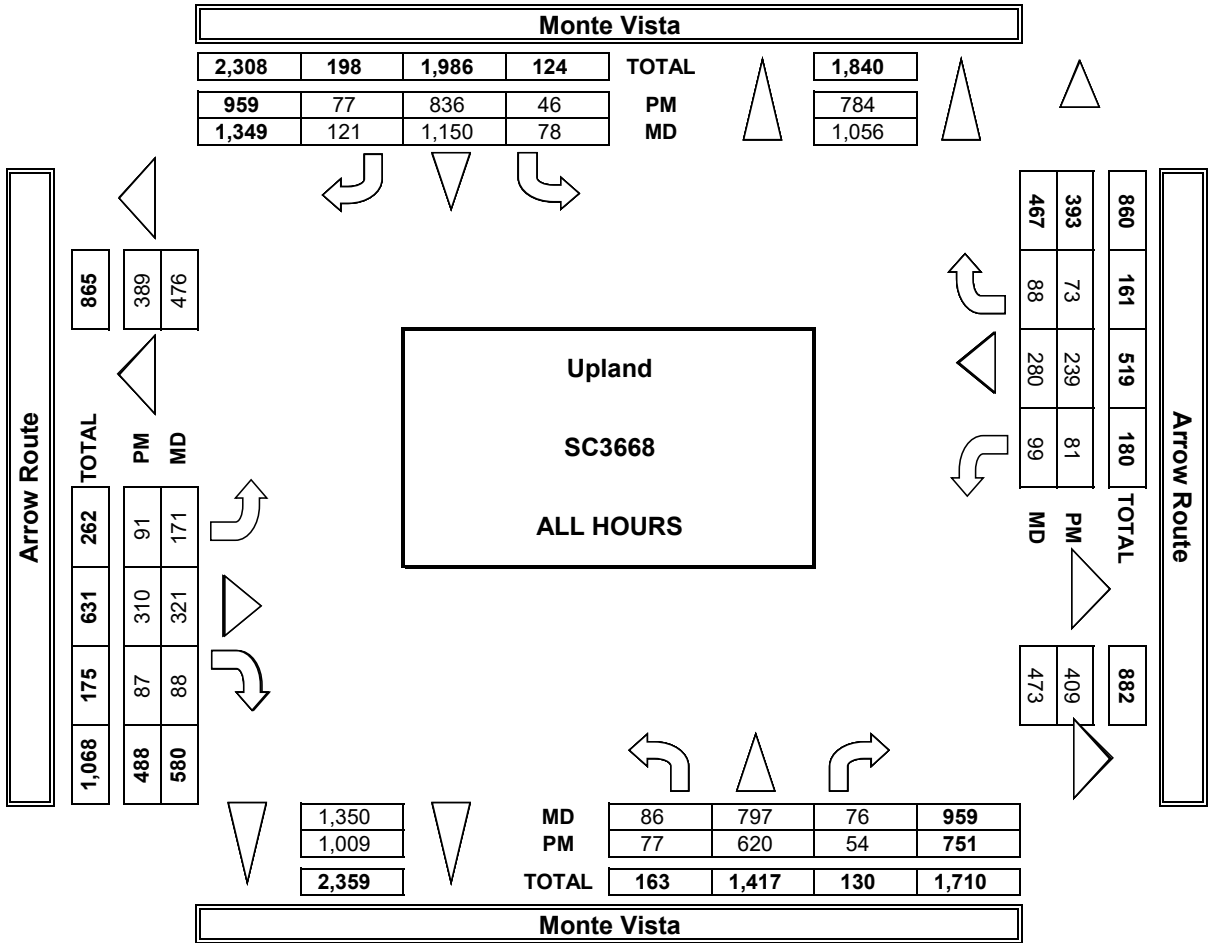 Monte Vista
2,308 198 1,986 124 TOTAL 1,840
959 77 836 46 PM 784
1,349 121 1,150 78 MD 1,056
Arrow Route
865 389 476
TOTAL PM MD
262 91 171
631 310 321
175 87 88
1,068 488 580
Upland
SC3668
ALL HOURS
467 393 860
88 73 161
280 239 519
99 81 180
MD PM TOTAL
473 409 882
Arrow Route
1,350 MD 86 797 76 959
1,009 PM 77 620 54 751
2,359 TOTAL 163 1,417 130 1,710
Monte Vista